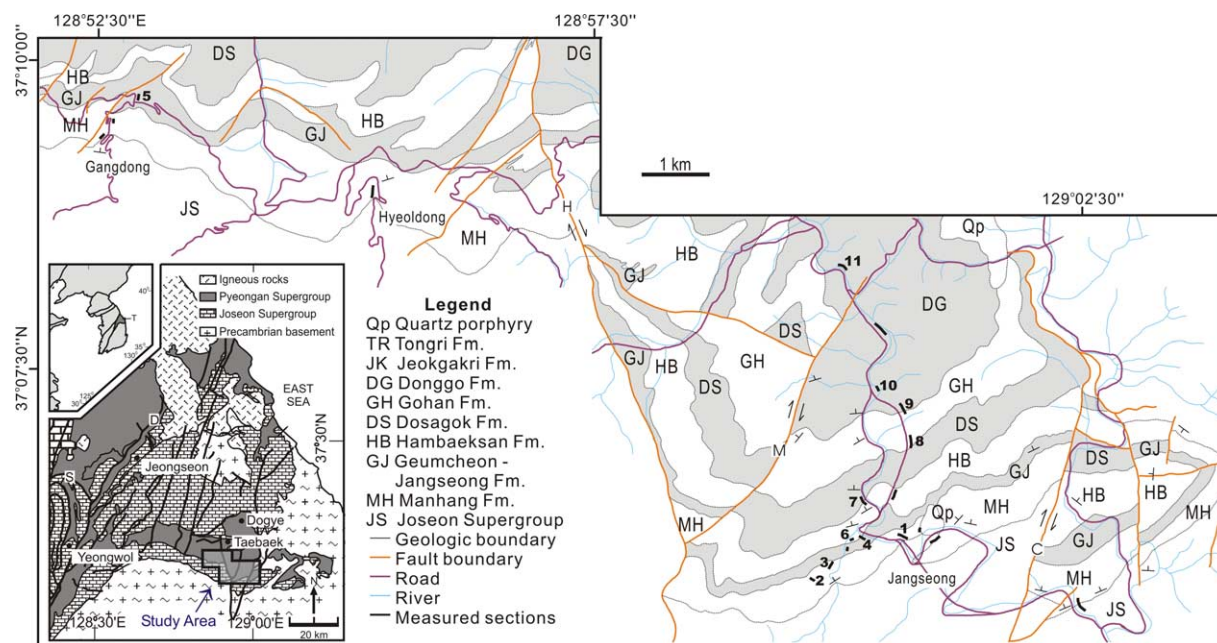 128°52'30''E
128°57'30''
37°10'00''
DS
DG
HB
GJ
5
MH
HB
GJ
Gangdong
1 km
129°02'30''
JS
Hyeoldong
H
MH
Qp
HB
11
GJ
DG
DS
Igneous rocks
Pyeongan Supergroup
Joseon Supergroup
Precambrian basement
40°
T
35°
130°
30°
125°
EAST
SEA
37°30'N
D
Jeongseon
S
Dogye
Taebaek
Yeongwol
N
128°30'E
129°00'E
Study Area
20 km
Legend
Qp Quartz porphyry
TR Tongri Fm.
JK Jeokgakri Fm.
DG Donggo Fm.
GH Gohan Fm.
DS Dosagok Fm.
HB Hambaeksan Fm.
GJ Geumcheon -
Jangseong Fm.
MH Manhang Fm.
JS Joseon Supergroup
Geologic boundary
Fault boundary
Road
River
Measured sections
37°07'30''
GJ
HB
GH
DS
10
GH
9
DS
8
M
HB
GJ
DS
GJ
7
MH
HB
HB
MH
MH
Qp
1
6
4
JS
C
GJ
3
2
Jangseong
MH
JS